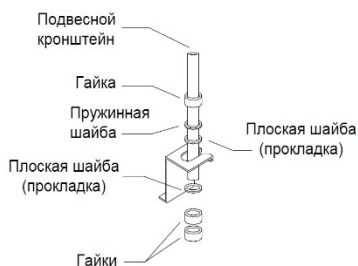 Подвесной
кронштейн
Гайка
Пружинная
шайба
Плоская шайба
(прокладка)
Плоская шайба
(прокладка)
Гайки